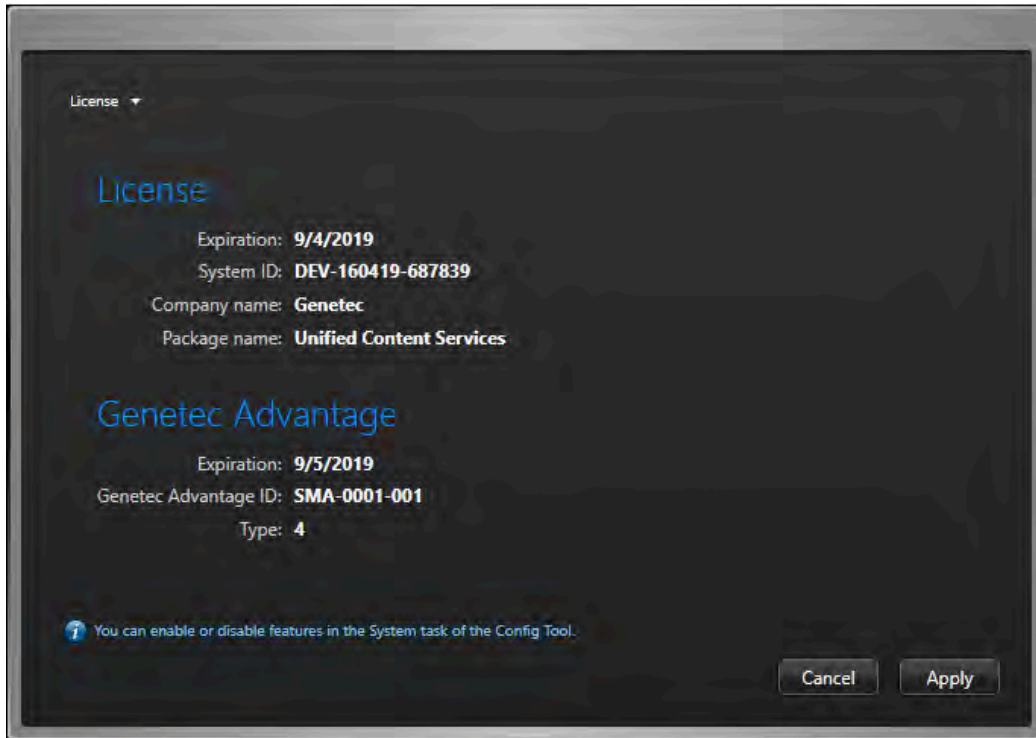 License
License
Expiration: 9/4/2019
System ID: DEV-160419-687839
Company name: Genetec
Package name: Unified Content Services
Genetec Advantage
Expiration: 9/5/2019
Genetec Advantage ID: SMA-0001-001
Type: 4
You can enable or disable features in the System task of the Config Tool.
Cancel Apply